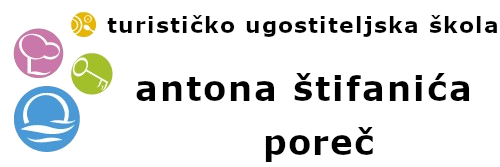 turističko ugostiteljska škola
antona štifanića
poreč